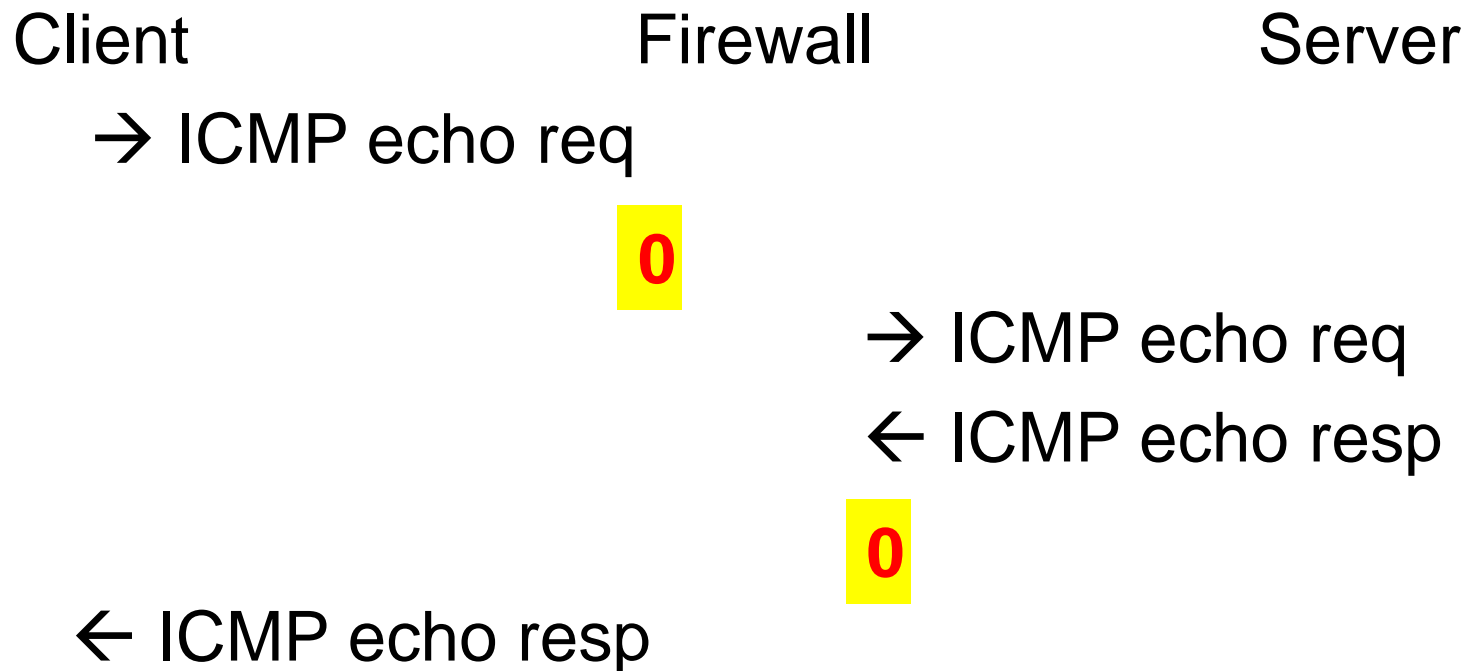 Client Firewall Server
→ ICMP echo req
0
→ ICMP echo req
← ICMP echo resp
0
← ICMP echo resp